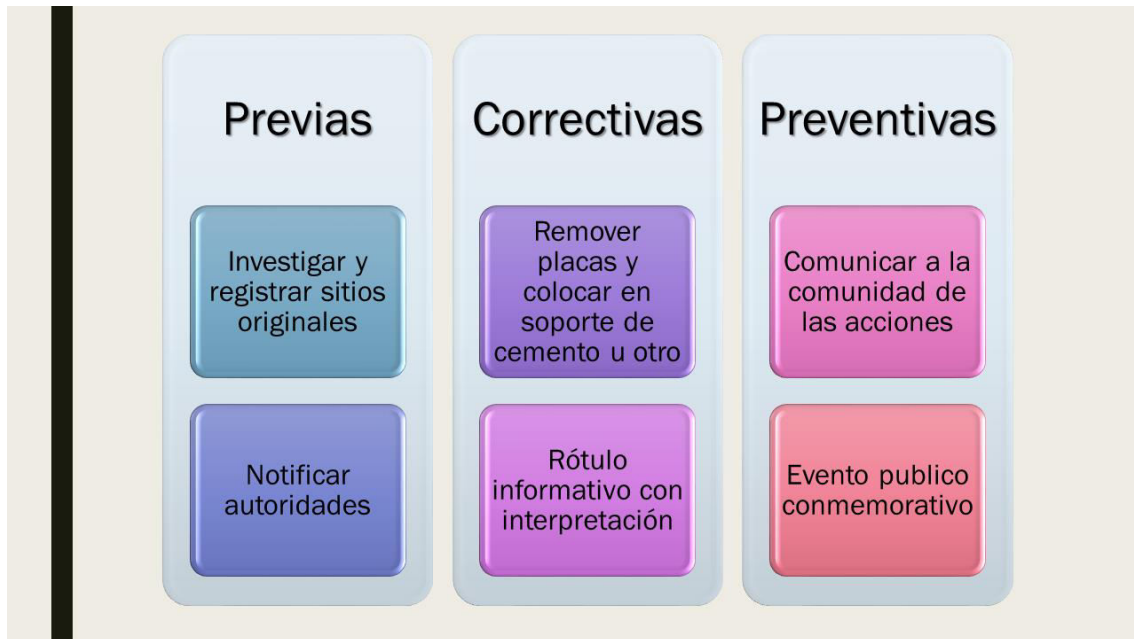 Previas
Investigar y
registrar sitios
originales
Notificar
autoridades
Correctivas
Remover
placas y
colocar en
soporte de
cemento u otro
Rótulo
informativo con
interpretación
Preventivas
Comunicar a la
comunidad de
las acciones
Evento publico
conmemorativo